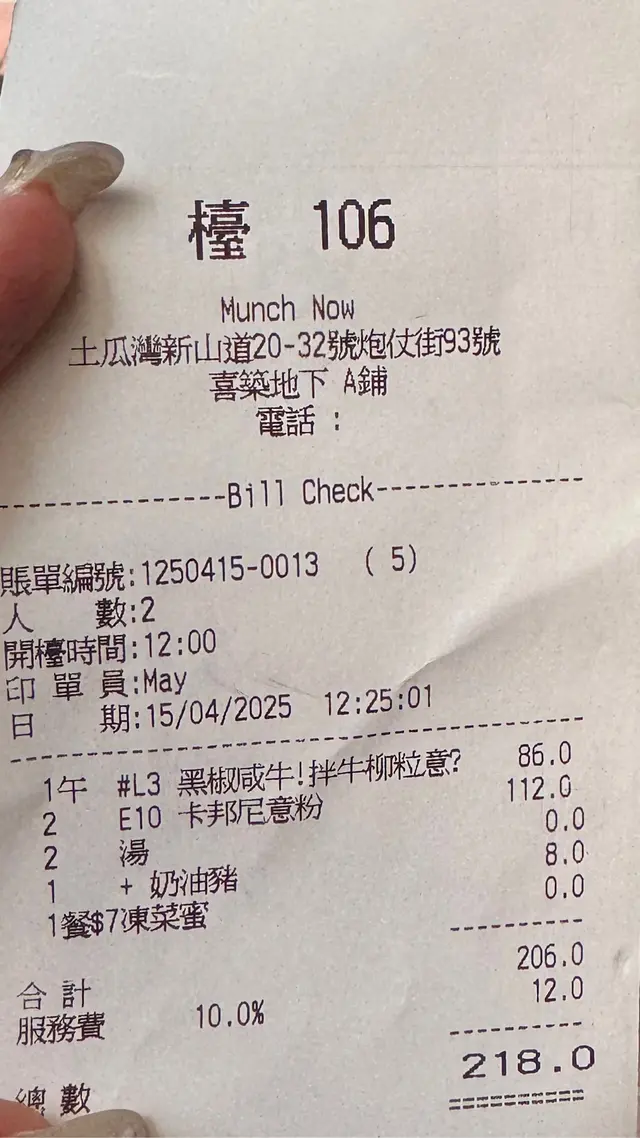 檯 106
Munch Now
土瓜灣新山道20-32號炮仗街93號
喜築地下 A鋪
電話 :
---------------Bill Check---------------
賬單編號:1250415-0013 ( 5)
人 數:2
開檯時間:12:00
印 單 員:May
日 期:15/04/2025 12:25:01
1午 #L3 黑椒咸牛!拌牛柳粒意? 86.0
2 E10 卡邦尼意粉 112.0
2 湯 0.0
1 + 奶油豬 8.0
1餐$7凍菜蜜 0.0
合 計 206.0
服務費 10.0% 12.0
總 數 218.0